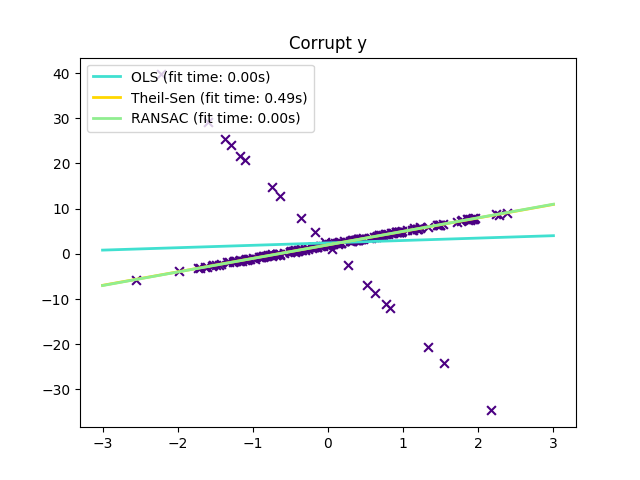 Corrupt y
OLS (fit time: 0.00s)
Theil-Sen (fit time: 0.49s)
RANSAC (fit time: 0.00s)
40
30
20
10
0
−10
−20
−30
−3 −2 −1 0 1 2 3